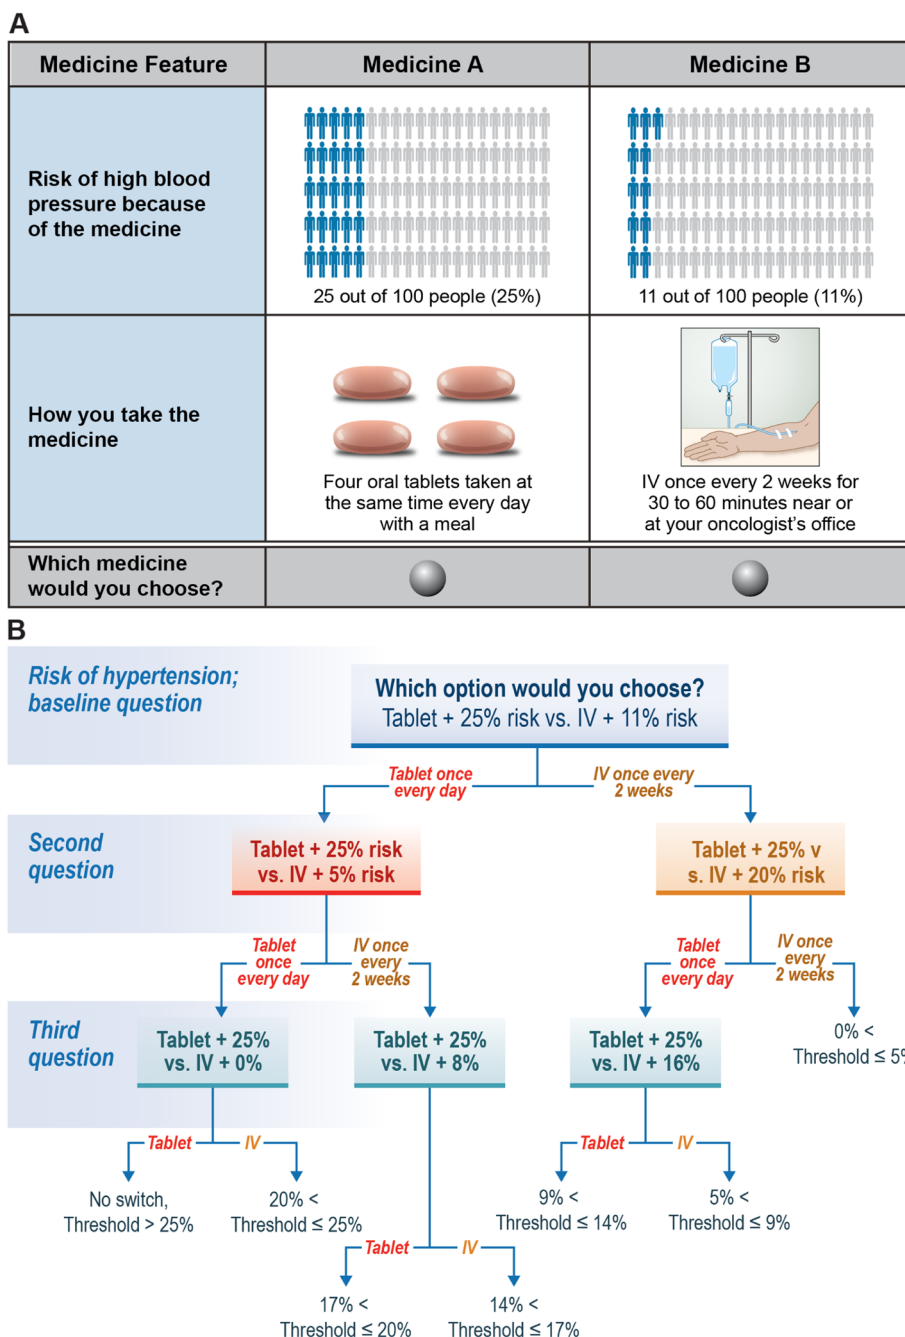 A
Medicine Feature
Medicine A
Medicine B
Risk of high blood
pressure because
of the medicine
25 out of 100 people (25%)
11 out of 100 people (11%)
How you take the
medicine
Four oral tablets taken at
the same time every day
with a meal
IV once every 2 weeks for
30 to 60 minutes near or
at your oncologist's office
Which medicine
would you choose?
B
Risk of hypertension;
baseline question
Which option would you choose?
Tablet + 25% risk vs. IV + 11% risk
Tablet once
every day
IV once every
2 weeks
Second
question
Tablet + 25% risk
vs. IV + 5% risk
Tablet + 25% v
s. IV + 20% risk
Tablet
once
every day
IV once
every
2 weeks
Tablet
once
every day
IV once
every
2 weeks
Third
question
Tablet + 25%
vs. IV + 0%
Tablet + 25%
vs. IV + 8%
Tablet + 25%
vs. IV + 16%
0% <
Threshold ≤ 5%
Tablet
IV
Tablet
IV
No switch,
Threshold > 25%
20% <
Threshold ≤ 25%
9% <
Threshold ≤ 14%
5% <
Threshold ≤ 9%
Tablet
IV
17% <
Threshold ≤ 20%
14% <
Threshold ≤ 17%